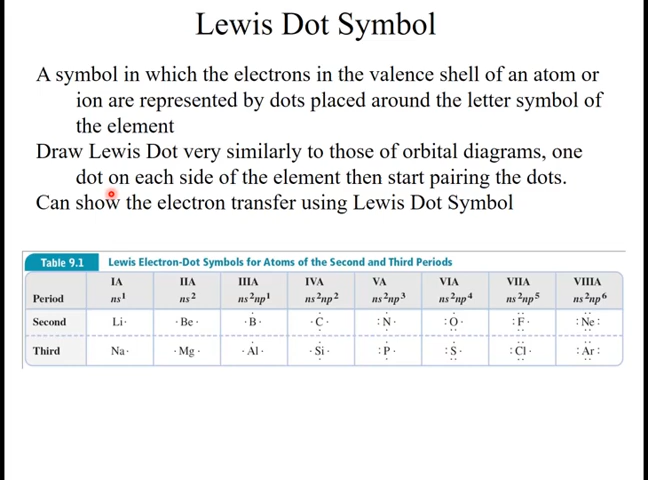 Lewis Dot Symbol
A symbol in which the electrons in the valence shell of an atom or
ion are represented by dots placed around the letter symbol of
the element
Draw Lewis Dot very similarly to those of orbital diagrams, one
dot on each side of the element then start pairing the dots.
Can show the electron transfer using Lewis Dot Symbol
Table 9.1 Lewis Electron-Dot Symbols for Atoms of the Second and Third Periods
IA IIA IIIA IVA VA VIA VIIA VIIIA
Period ns¹ ns² ns²np¹ ns²np² ns²np³ ns²np⁴ ns²np⁵ ns²np⁶
Second Li· ·Be· ·B· ·C· :N· :O· :F· :Ne:
Third Na· ·Mg· ·Al· ·Si· :P· :S· :Cl· :Ar: